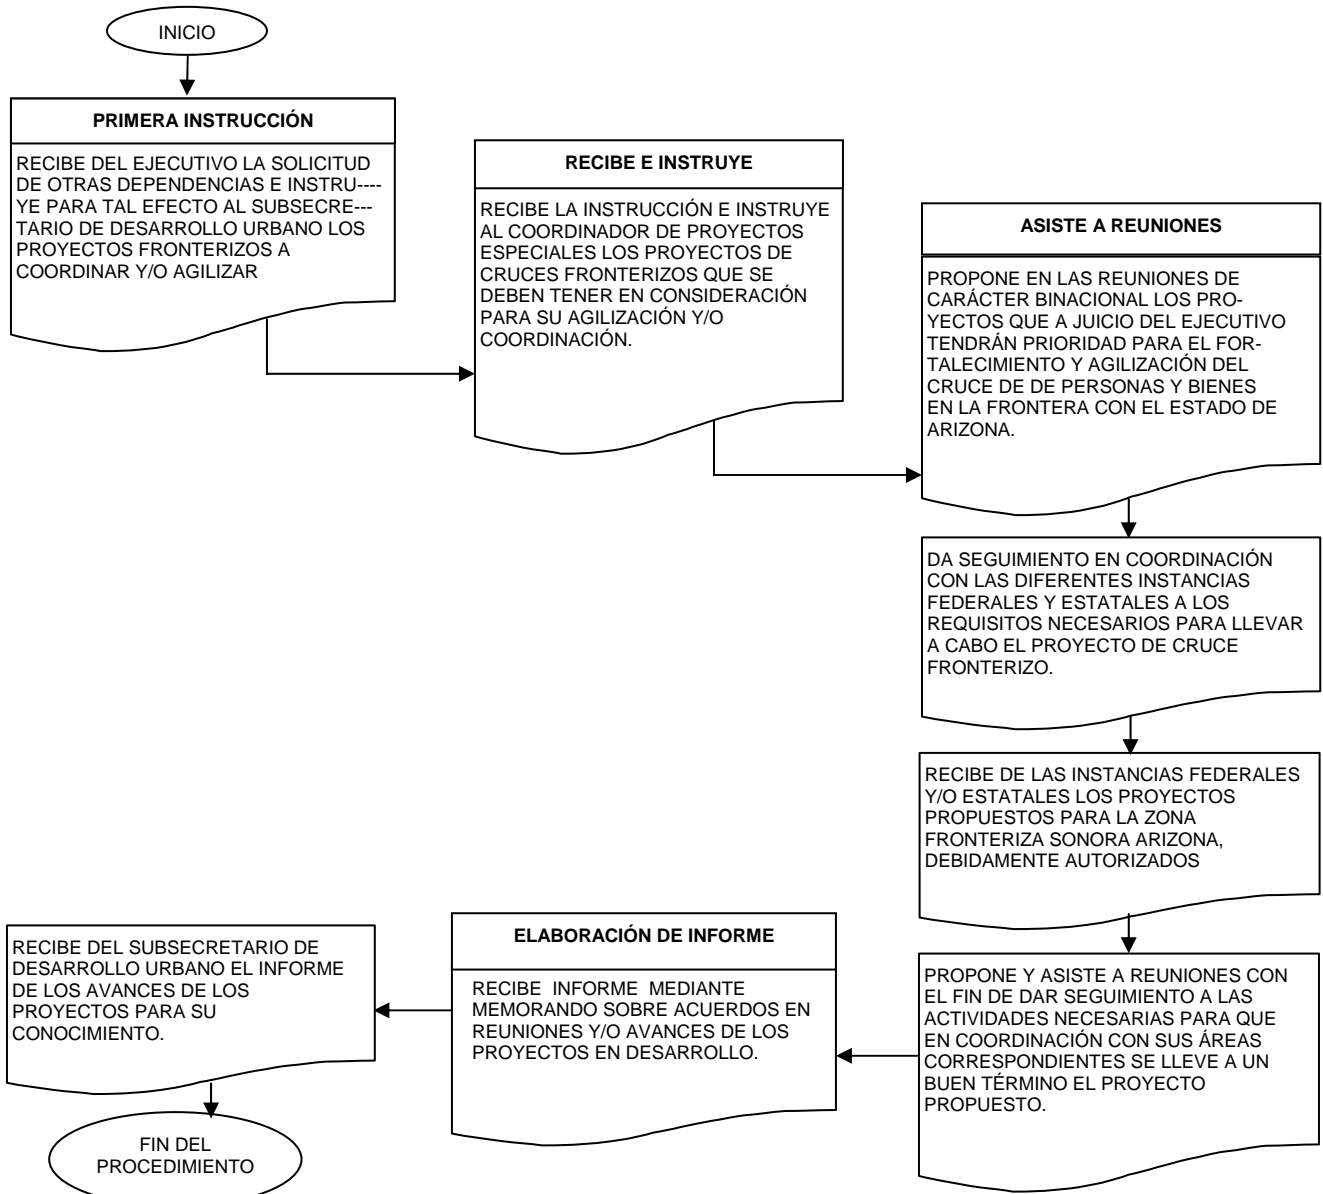 INICIO
PRIMERA INSTRUCCIÓN
RECIBE DEL EJECUTIVO LA SOLICITUD
DE OTRAS DEPENDENCIAS E INSTRU----
YE PARA TAL EFECTO AL SUBSECRE---
TARIO DE DESARROLLO URBANO LOS
PROYECTOS FRONTERIZOS A
COORDINAR Y/O AGILIZAR
RECIBE E INSTRUYE
RECIBE LA INSTRUCCIÓN E INSTRUYE
AL COORDINADOR DE PROYECTOS
ESPECIALES LOS PROYECTOS DE
CRUCES FRONTERIZOS QUE SE
DEBEN TENER EN CONSIDERACIÓN
PARA SU AGILIZACIÓN Y/O
COORDINACIÓN.
ASISTE A REUNIONES
PROPONE EN LAS REUNIONES DE
CARÁCTER BINACIONAL LOS PRO-
YECTOS QUE A JUICIO DEL EJECUTIVO
TENDRÁN PRIORIDAD PARA EL FOR-
TALECIMIENTO Y AGILIZACIÓN DEL
CRUCE DE DE PERSONAS Y BIENES
EN LA FRONTERA CON EL ESTADO DE
ARIZONA.
DA SEGUIMIENTO EN COORDINACIÓN
CON LAS DIFERENTES INSTANCIAS
FEDERALES Y ESTATALES A LOS
REQUISITOS NECESARIOS PARA LLEVAR
A CABO EL PROYECTO DE CRUCE
FRONTERIZO.
RECIBE DE LAS INSTANCIAS FEDERALES
Y/O ESTATALES LOS PROYECTOS
PROPUESTOS PARA LA ZONA
FRONTERIZA SONORA ARIZONA,
DEBIDAMENTE AUTORIZADOS
PROPONE Y ASISTE A REUNIONES CON
EL FIN DE DAR SEGUIMIENTO A LAS
ACTIVIDADES NECESARIAS PARA QUE
EN COORDINACIÓN CON SUS ÁREAS
CORRESPONDIENTES SE LLEVE A UN
BUEN TÉRMINO EL PROYECTO
PROPUESTO.
ELABORACIÓN DE INFORME
RECIBE INFORME MEDIANTE
MEMORANDO SOBRE ACUERDOS EN
REUNIONES Y/O AVANCES DE LOS
PROYECTOS EN DESARROLLO.
RECIBE DEL SUBSECRETARIO DE
DESARROLLO URBANO EL INFORME
DE LOS AVANCES DE LOS
PROYECTOS PARA SU
CONOCIMIENTO.
FIN DEL
PROCEDIMIENTO